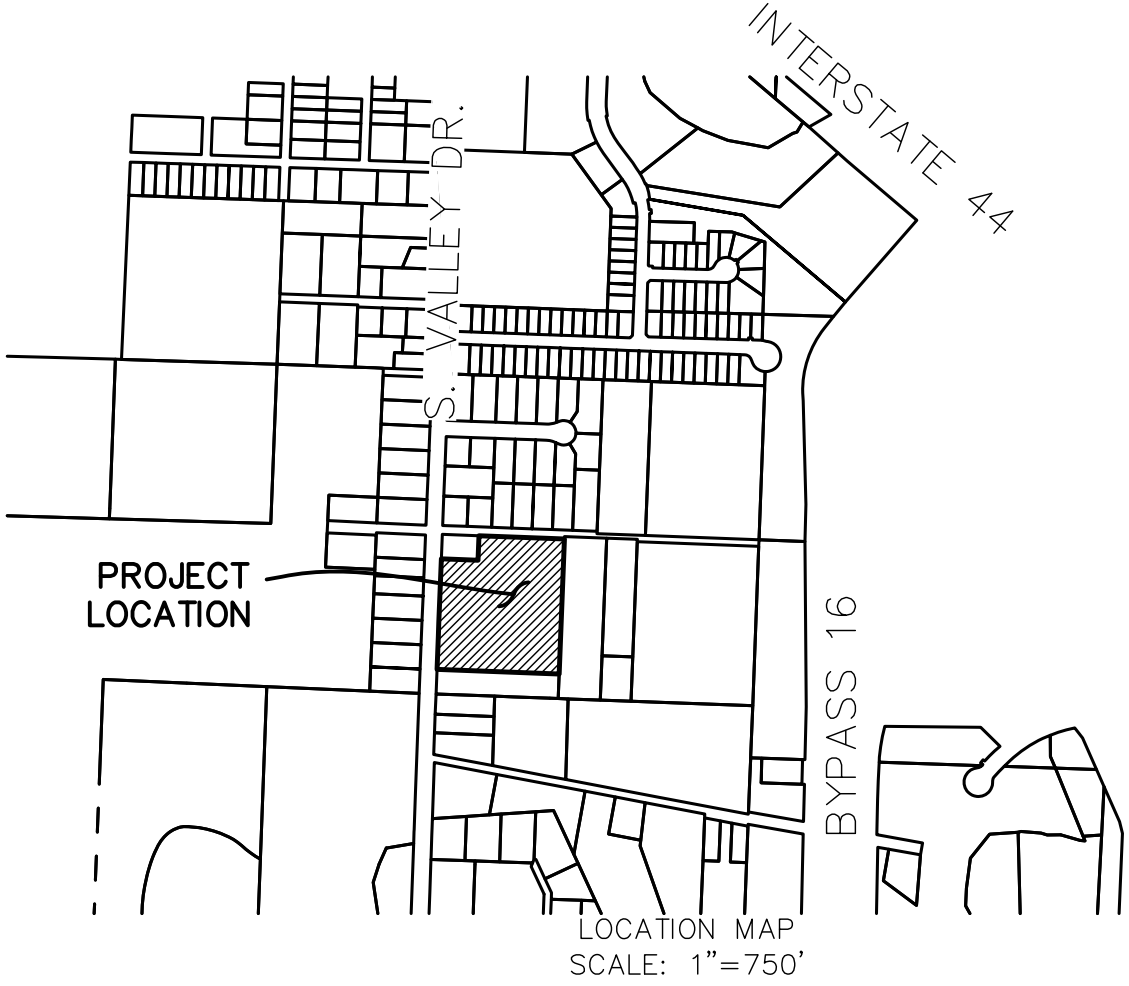 INTERSTATE 44
S. VALLEY DR.
PROJECT
LOCATION
BYPASS 16
LOCATION MAP
SCALE: 1"=750'